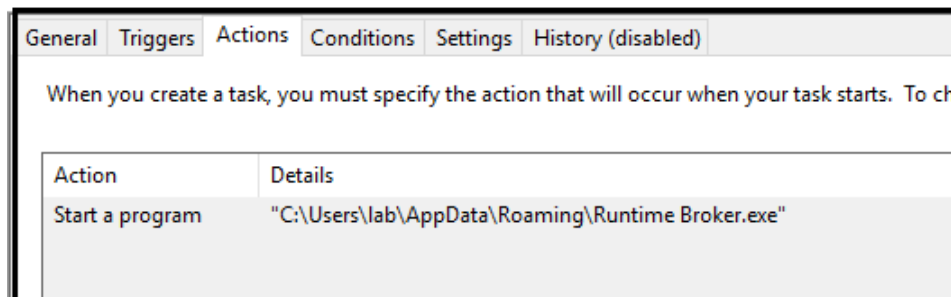 General Triggers Actions Conditions Settings History (disabled)
When you create a task, you must specify the action that will occur when your task starts. To
Action Details
Start a program "C:\Users\lab\AppData\Roaming\Runtime Broker.exe"